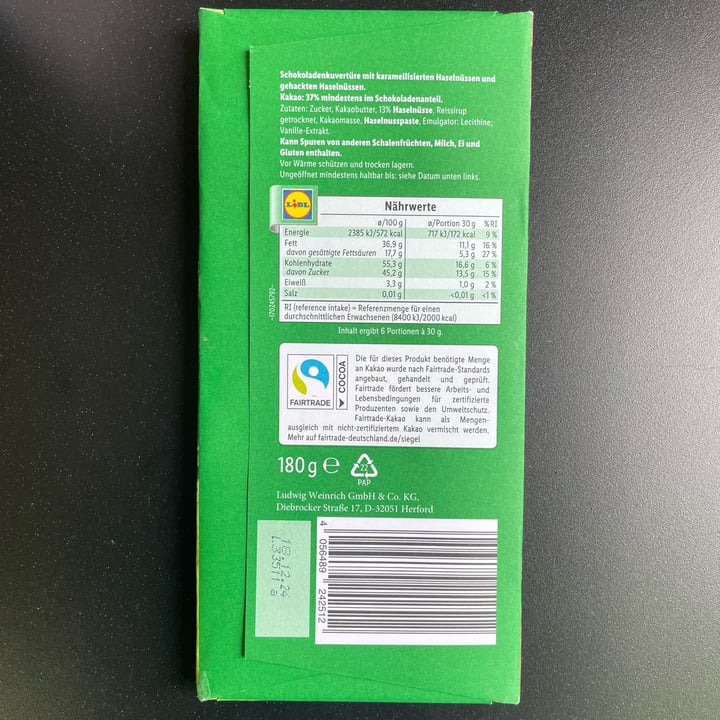 Schokoladenkuvertüre mit karamellisierten Haselnüssen und
gehackten Haselnüssen.
Kakao: 37% mindestens im Schokoladenanteil.
Zutaten: Zucker, Kakaobutter, 13% Haselnüsse, Reissirup
getrocknet, Kakaomasse, Haselnusspaste, Emulgator: Lecithine;
Vanille-Extrakt.
Kann Spuren von anderen Schalenfrüchten, Milch, Ei und
Gluten enthalten.
Vor Wärme schützen und trocken lagern.
Ungeöffnet mindestens haltbar bis: siehe Datum unten links.
LIDL
Nährwerte
ø/100 g ø/Portion 30 g %RI
Energie 2385 kJ/572 kcal 717 kJ/172 kcal 9 %
Fett 36,9 g 11,1 g 16 %
davon gesättigte Fettsäuren 17,7 g 5,3 g 27 %
Kohlenhydrate 55,3 g 16,6 g 6 %
davon Zucker 45,2 g 13,5 g 15 %
Eiweiß 3,3 g 1,0 g 2 %
Salz 0,01 g <0,01 g <1 %
RI (reference intake) = Referenzmenge für einen
durchschnittlichen Erwachsenen (8400 kJ/2000 kcal)
-170245792-
Inhalt ergibt 6 Portionen à 30 g.
FAIRTRADE
COCOA
Die für dieses Produkt benötigte Menge
an Kakao wurde nach Fairtrade-Standards
angebaut, gehandelt und geprüft.
Fairtrade fördert bessere Arbeits- und
Lebensbedingungen für zertifizierte
Produzenten sowie den Umweltschutz.
Fairtrade-Kakao kann als Mengen-
ausgleich mit nicht-zertifiziertem Kakao vermischt werden.
Mehr auf fairtrade-deutschland.de/siegel
180 g e
22
PAP
Ludwig Weinrich GmbH & Co. KG,
Diebrocker Straße 17, D-32051 Herford
18.12.24
L33511 a
4 056489 242512